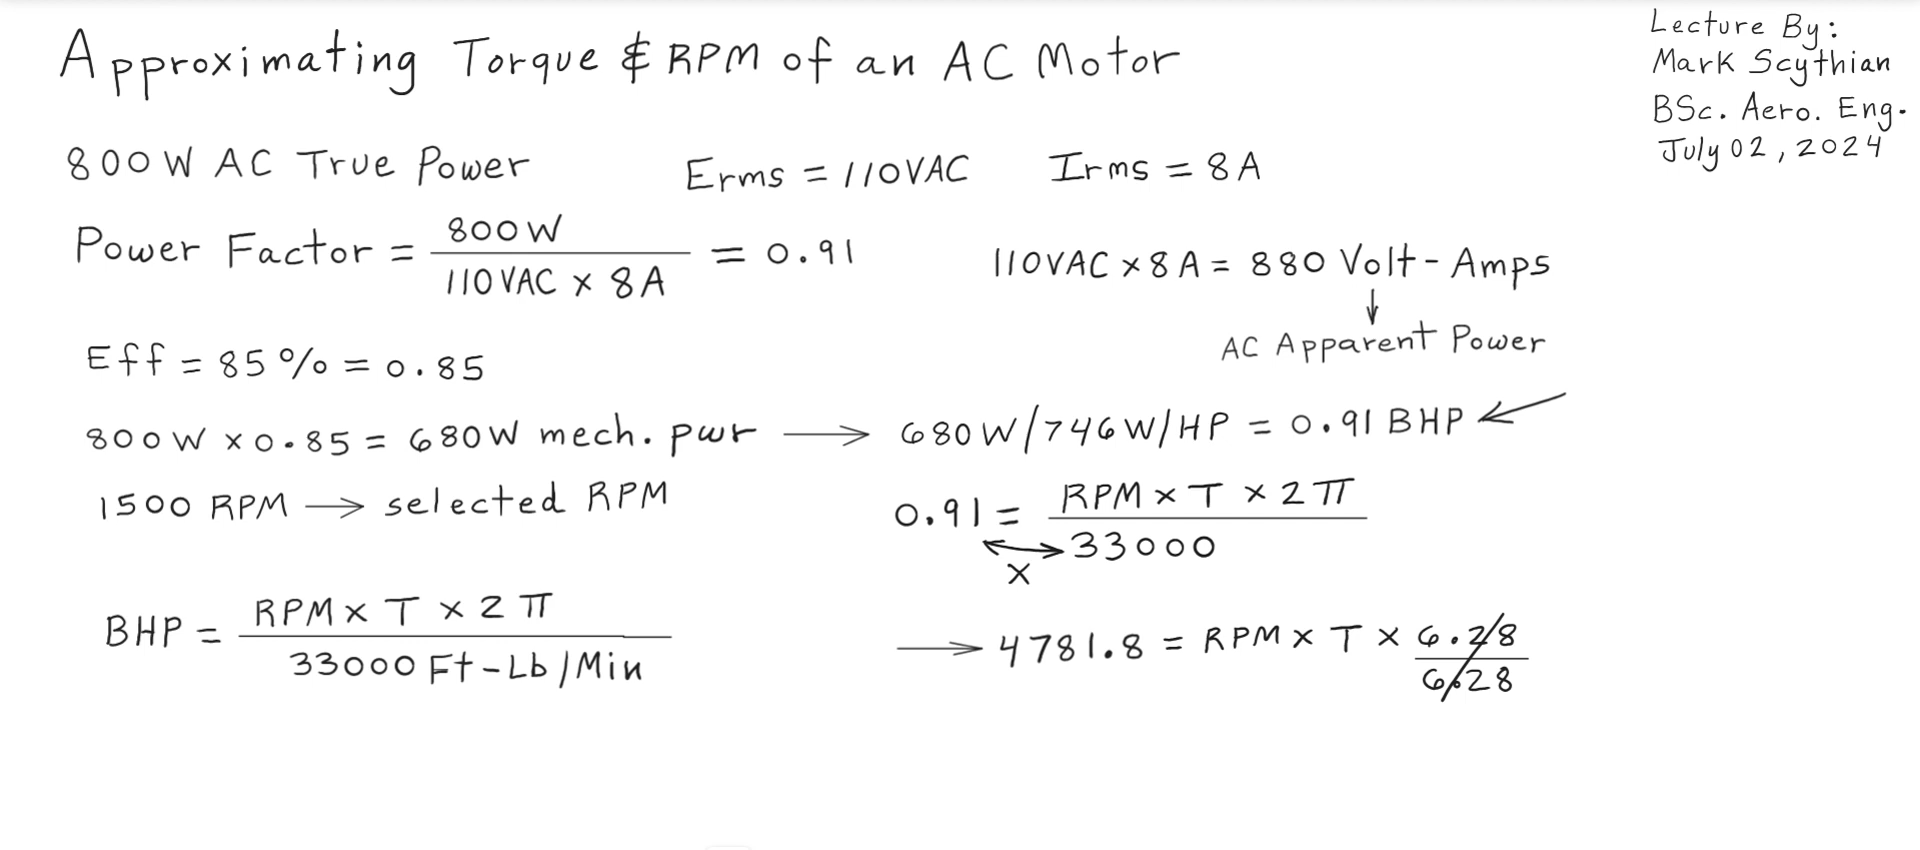 Approximating Torque & RPM of an AC Motor
Lecture By:
Mark Scythian
BSc. Aero. Eng.
July 02, 2024
800W AC True Power
Erms = 110VAC
Irms = 8A
Power Factor = 800W / 110VAC x 8A = 0.91
110VAC x 8A = 880 Volt-Amps
↓
AC Apparent Power
Eff = 85% = 0.85
800W x 0.85 = 680W mech. pwr → 680W/746W/HP = 0.91 BHP ←
1500 RPM → selected RPM
0.91 = RPM x T x 2π / 33000
x
BHP = RPM x T x 2π / 33000 Ft-Lb/Min
→ 4781.8 = RPM x T x 6.28 / 6.28